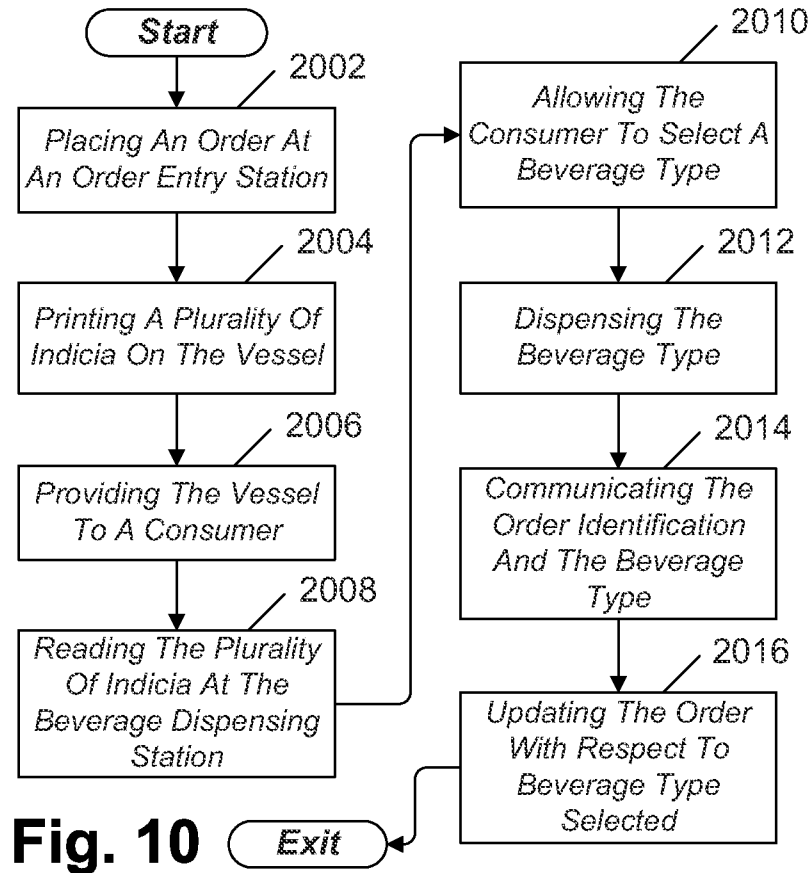 Start
2002
Placing An Order At
An Order Entry Station
2004
Printing A Plurality Of
Indicia On The Vessel
2006
Providing The Vessel
To A Consumer
2008
Reading The Plurality
Of Indicia At The
Beverage Dispensing
Station
2010
Allowing The
Consumer To Select A
Beverage Type
2012
Dispensing The
Beverage Type
2014
Communicating The
Order Identification
And The Beverage
Type
2016
Updating The Order
With Respect To
Beverage Type
Selected
Exit
Fig. 10